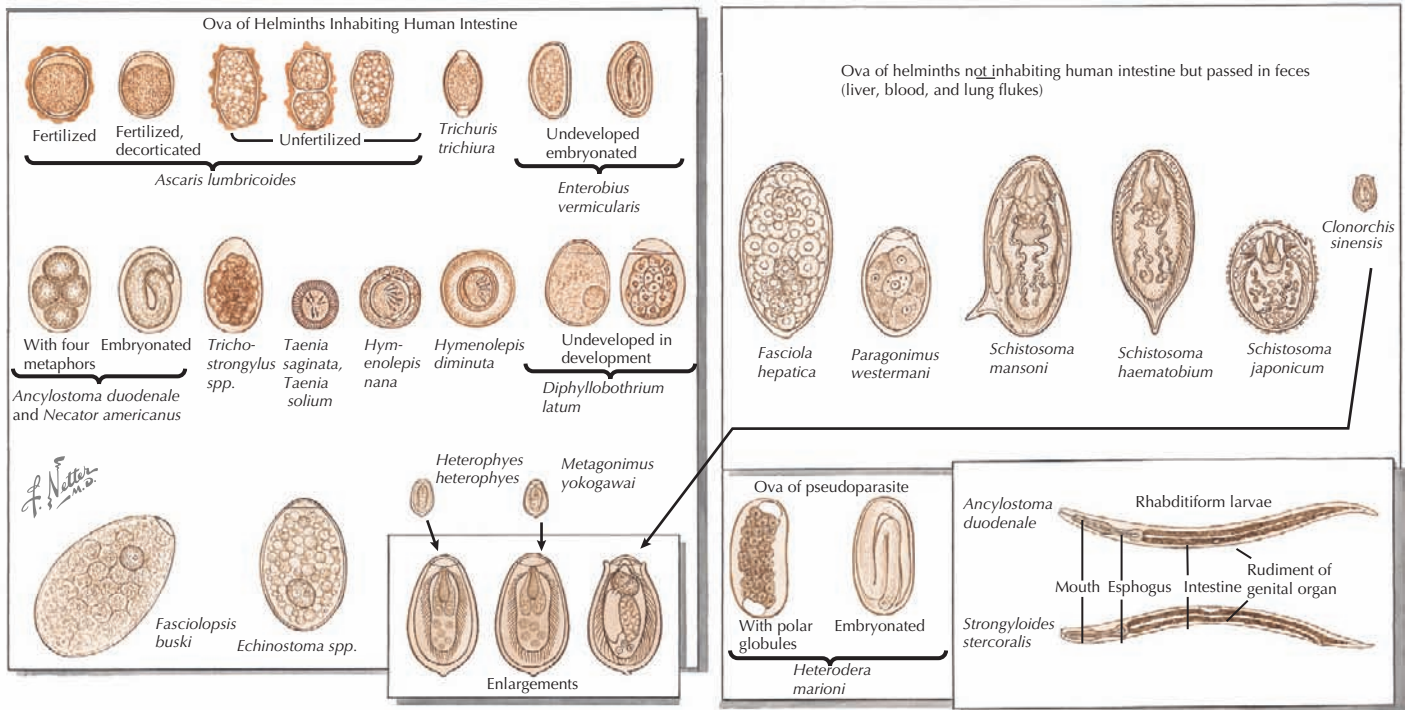 Ova of Helminths Inhabiting Human Intestine
Fertilized
Fertilized,
decorticated
Unfertilized
Ascaris lumbricoides
Trichuris
trichiura
Undeveloped
embryonated
Enterobius
vermicularis
With four
metaphors
Embryonated
Ancylostoma duodenale
and Necator americanus
Tricho-
strongylus
spp.
Taenia
saginata,
Taenia
solium
Hym-
enolepis
nana
Hymenolepis
diminuta
Undeveloped in
development
Diphyllobothrium
latum
F. Netter
M.D.
Fasciolopsis
buski
Echinostoma spp.
Heterophyes
heterophyes
Metagonimus
yokogawai
Enlargements
Ova of helminths not inhabiting human intestine but passed in feces
(liver, blood, and lung flukes)
Fasciola
hepatica
Paragonimus
westermani
Schistosoma
mansoni
Schistosoma
haematobium
Schistosoma
japonicum
Clonorchis
sinensis
Ova of pseudoparasite
With polar
globules
Embryonated
Heterodera
marioni
Ancylostoma
duodenale
Rhabditiform larvae
Mouth
Esphogus
Intestine
Rudiment of
genital organ
Strongyloides
stercoralis